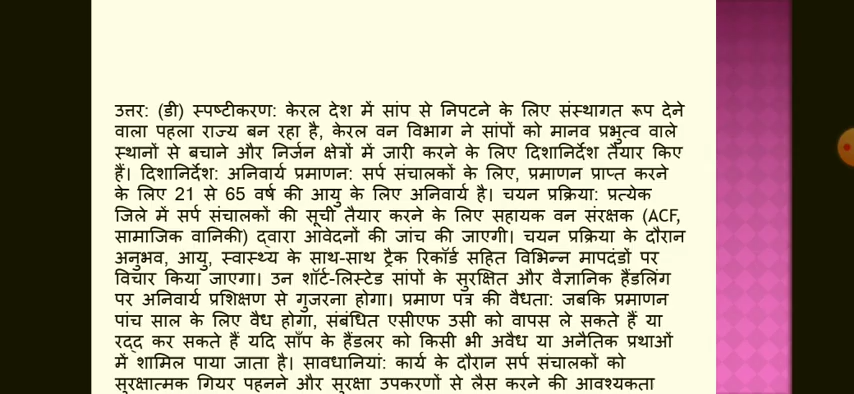 उत्तर: (डी) स्पष्टीकरण: केरल देश में सांप से निपटने के लिए संस्थागत रूप देने
वाला पहला राज्य बन रहा है, केरल वन विभाग ने सांपों को मानव प्रभुत्व वाले
स्थानों से बचाने और निर्जन क्षेत्रों में जारी करने के लिए दिशानिर्देश तैयार किए
हैं। दिशानिर्देश: अनिवार्य प्रमाणन: सर्प संचालकों के लिए, प्रमाणन प्राप्त करने
के लिए 21 से 65 वर्ष की आयु के लिए अनिवार्य है। चयन प्रक्रिया: प्रत्येक
जिले में सर्प संचालकों की सूची तैयार करने के लिए सहायक वन संरक्षक (ACF,
सामाजिक वानिकी) द्वारा आवेदनों की जांच की जाएगी। चयन प्रक्रिया के दौरान
अनुभव, आयु, स्वास्थ्य के साथ-साथ ट्रैक रिकॉर्ड सहित विभिन्न मापदंडों पर
विचार किया जाएगा। उन शॉर्ट-लिस्टेड सांपों के सुरक्षित और वैज्ञानिक हैंडलिंग
पर अनिवार्य प्रशिक्षण से गुजरना होगा। प्रमाण पत्र की वैधता: जबकि प्रमाणन
पांच साल के लिए वैध होगा, संबंधित एसीएफ उसी को वापस ले सकते हैं या
रद्द कर सकते हैं यदि साँप के हैंडलर को किसी भी अवैध या अनैतिक प्रथाओं
में शामिल पाया जाता है। सावधानियां: कार्य के दौरान सर्प संचालकों को
सुरक्षात्मक गियर पहनने और सुरक्षा उपकरणों से लैस करने की आवश्यकता